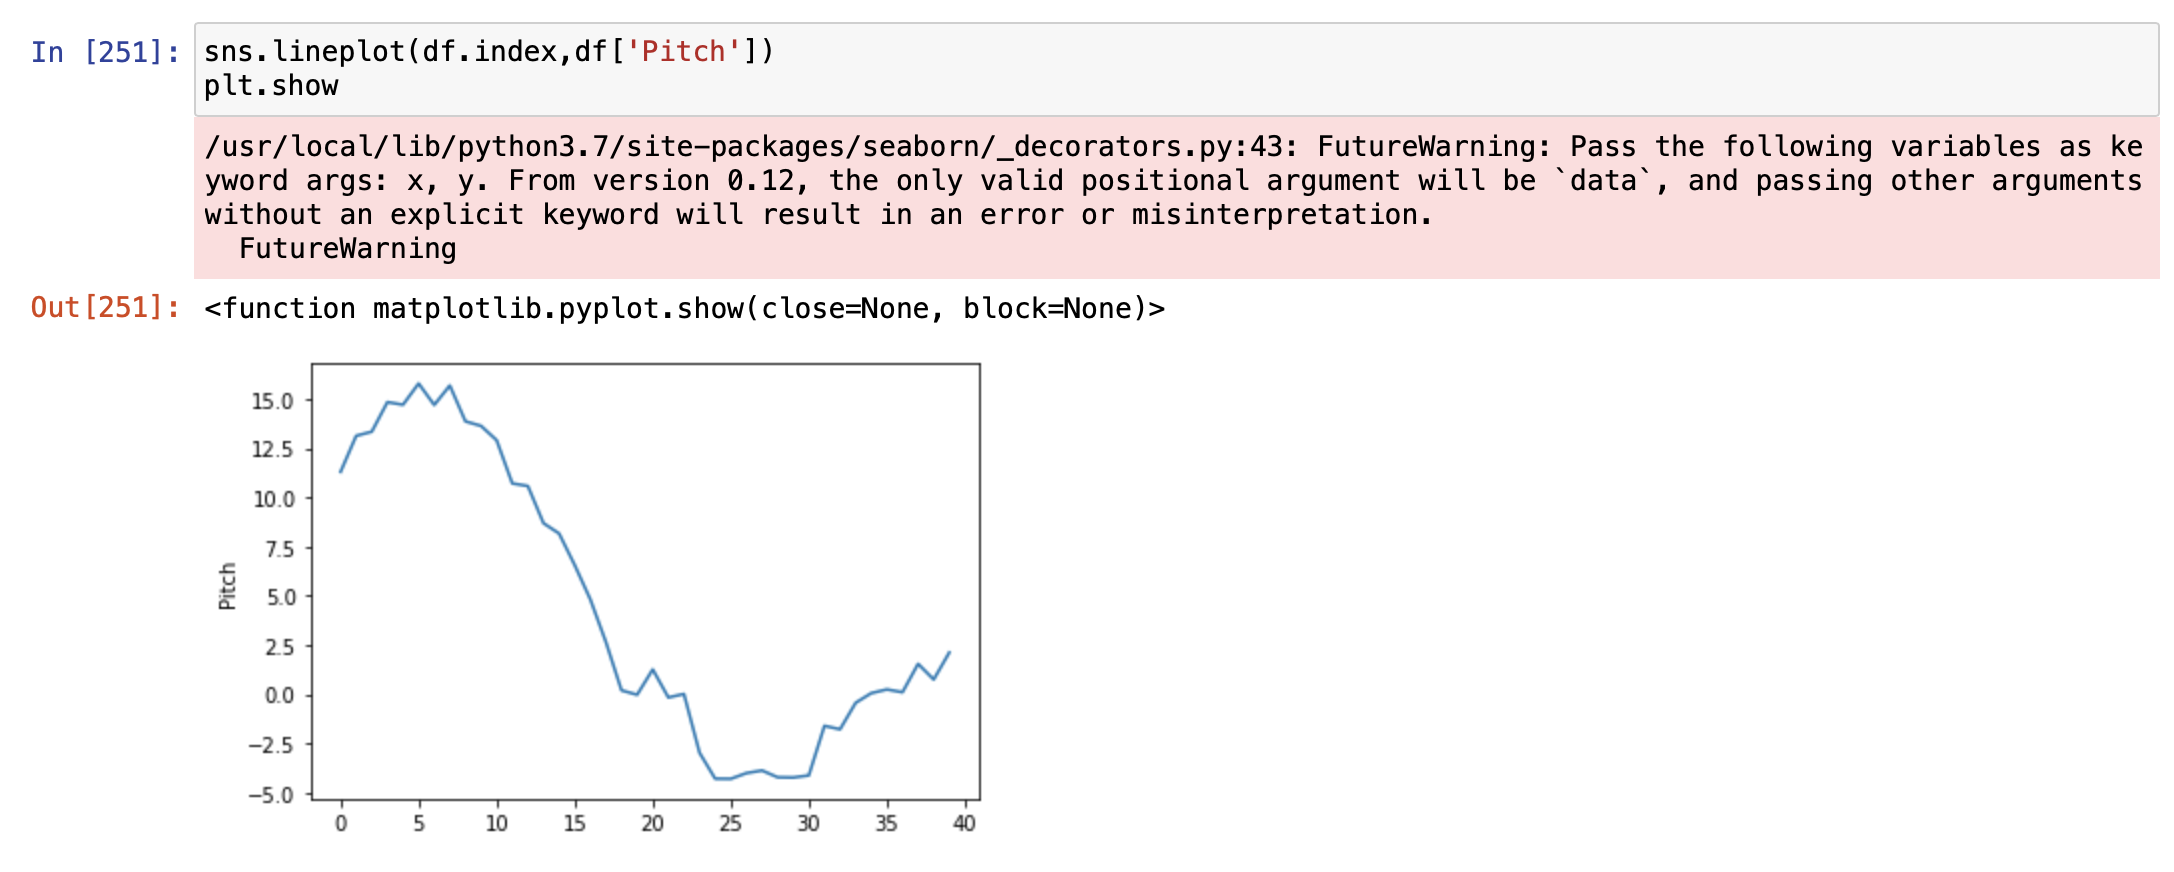 In [251]: sns.lineplot(df.index,df['Pitch'])
plt.show
/usr/local/lib/python3.7/site-packages/seaborn/_decorators.py:43: FutureWarning: Pass the following variables as ke
yword args: x, y. From version 0.12, the only valid positional argument will be `data`, and passing other arguments
without an explicit keyword will result in an error or misinterpretation.
FutureWarning
Out[251]: <function matplotlib.pyplot.show(close=None, block=None)>
15.0
12.5
10.0
7.5
5.0
2.5
0.0
−2.5
−5.0
Pitch
0 5 10 15 20 25 30 35 40